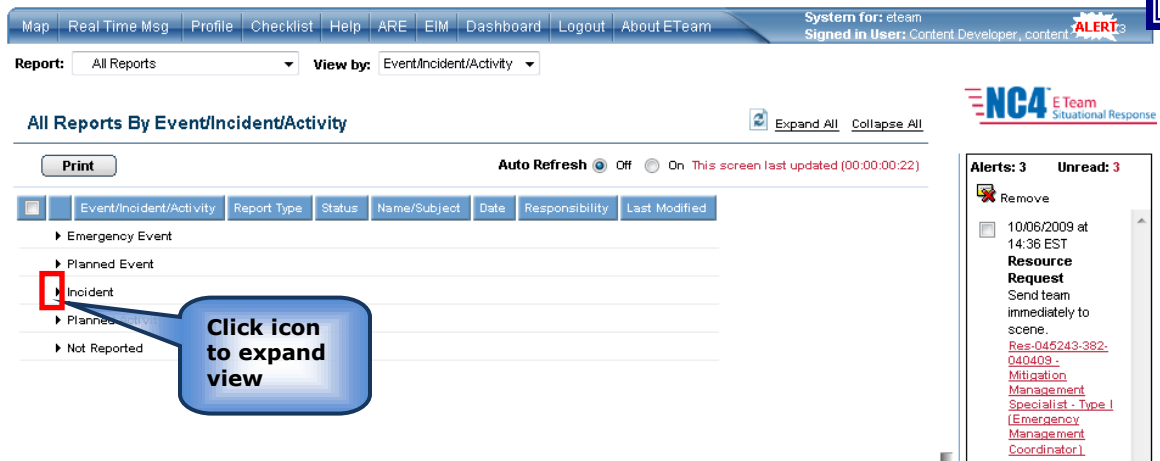 Map Real Time Msg Profile Checklist Help ARE EIM Dashboard Logout About ETeam
System for: eteam
Signed in User: Content Developer, content
ALERT 3
Report: All Reports View by: Event/Incident/Activity
NC4 E Team
Situational Response
All Reports By Event/Incident/Activity
Expand All Collapse All
Print
Auto Refresh Off On This screen last updated (00:00:00:22)
Event/Incident/Activity Report Type Status Name/Subject Date Responsibility Last Modified
Emergency Event
Planned Event
Incident
Planned Activity
Not Reported
Click icon
to expand
view
Alerts: 3 Unread: 3
Remove
10/06/2009 at
14:36 EST
Resource
Request
Send team
immediately to
scene.
Res-045243-382-
040409 -
Mitigation
Management
Specialist - Type I
(Emergency
Management
Coordinator)